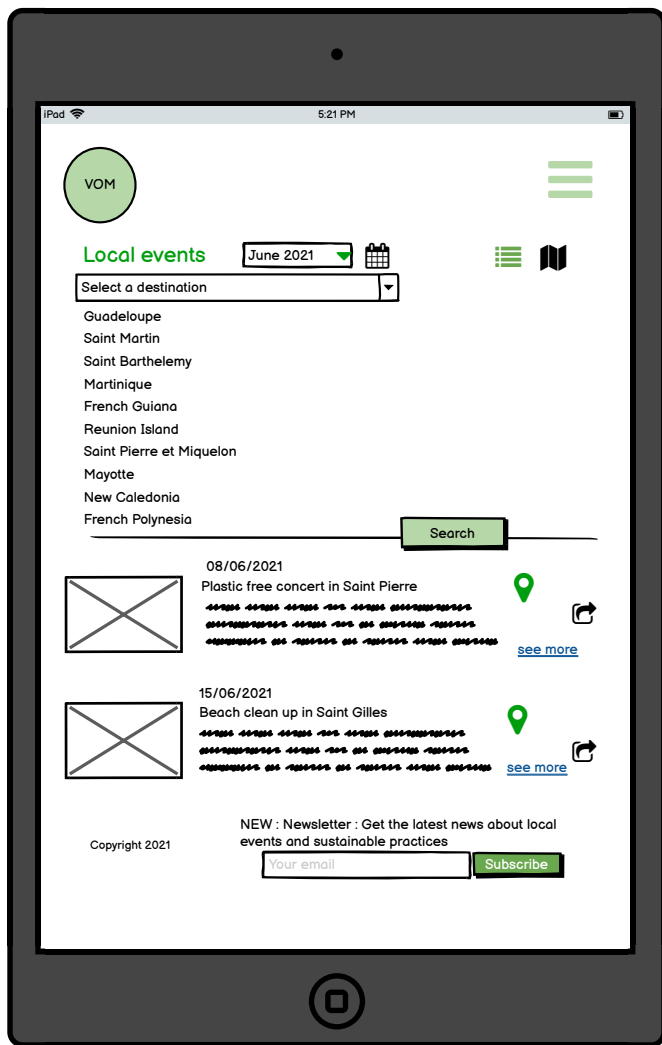 iPad
5:21 PM
VOM
Local events
June 2021
Select a destination
Guadeloupe
Saint Martin
Saint Barthelemy
Martinique
French Guiana
Reunion Island
Saint Pierre et Miquelon
Mayotte
New Caledonia
French Polynesia
Search
08/06/2021
Plastic free concert in Saint Pierre
see more
15/06/2021
Beach clean up in Saint Gilles
see more
Copyright 2021
NEW : Newsletter : Get the latest news about local
events and sustainable practices
Your email
Subscribe